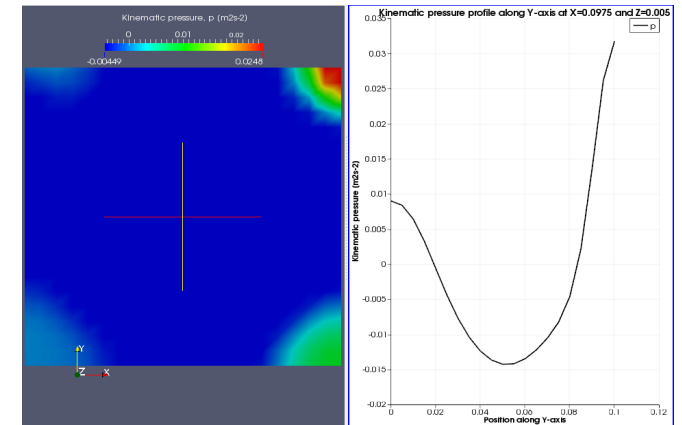 Kinematic pressure, p (m2s-2)
0 0.01 0.02
-0.00449 0.0248
Y
Z X
Kinematic pressure profile along Y-axis at X=0.0975 and Z=0.005
p
0.035
0.03
0.025
0.02
0.015
0.01
0.005
0
-0.005
-0.01
-0.015
-0.02
Kinematic pressure (m2s-2)
0 0.02 0.04 0.06 0.08 0.1 0.12
Position along Y-axis